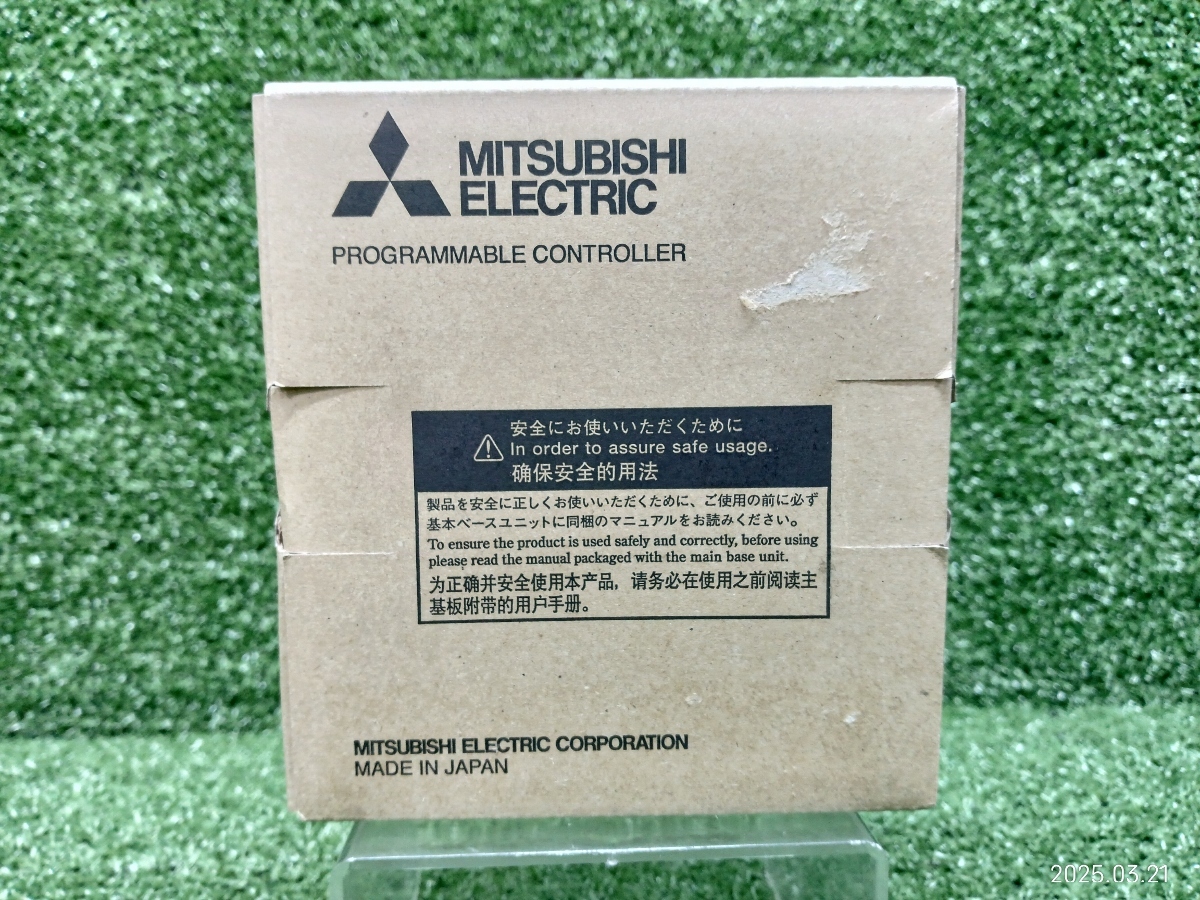 MITSUBISHI
ELECTRIC
PROGRAMMABLE CONTROLLER
安全にお使いいただくために
In order to assure safe usage.
确保安全的用法
製品を安全に正しくお使いいただくために、ご使用の前に必ず
基本ベースユニットに同梱のマニュアルをお読みください。
To ensure the product is used safely and correctly, before using
please read the manual packaged with the main base unit.
为正确并安全使用本产品，请务必在使用之前阅读主
基板附带的用户手册。
MITSUBISHI ELECTRIC CORPORATION
MADE IN JAPAN
2025.03.21